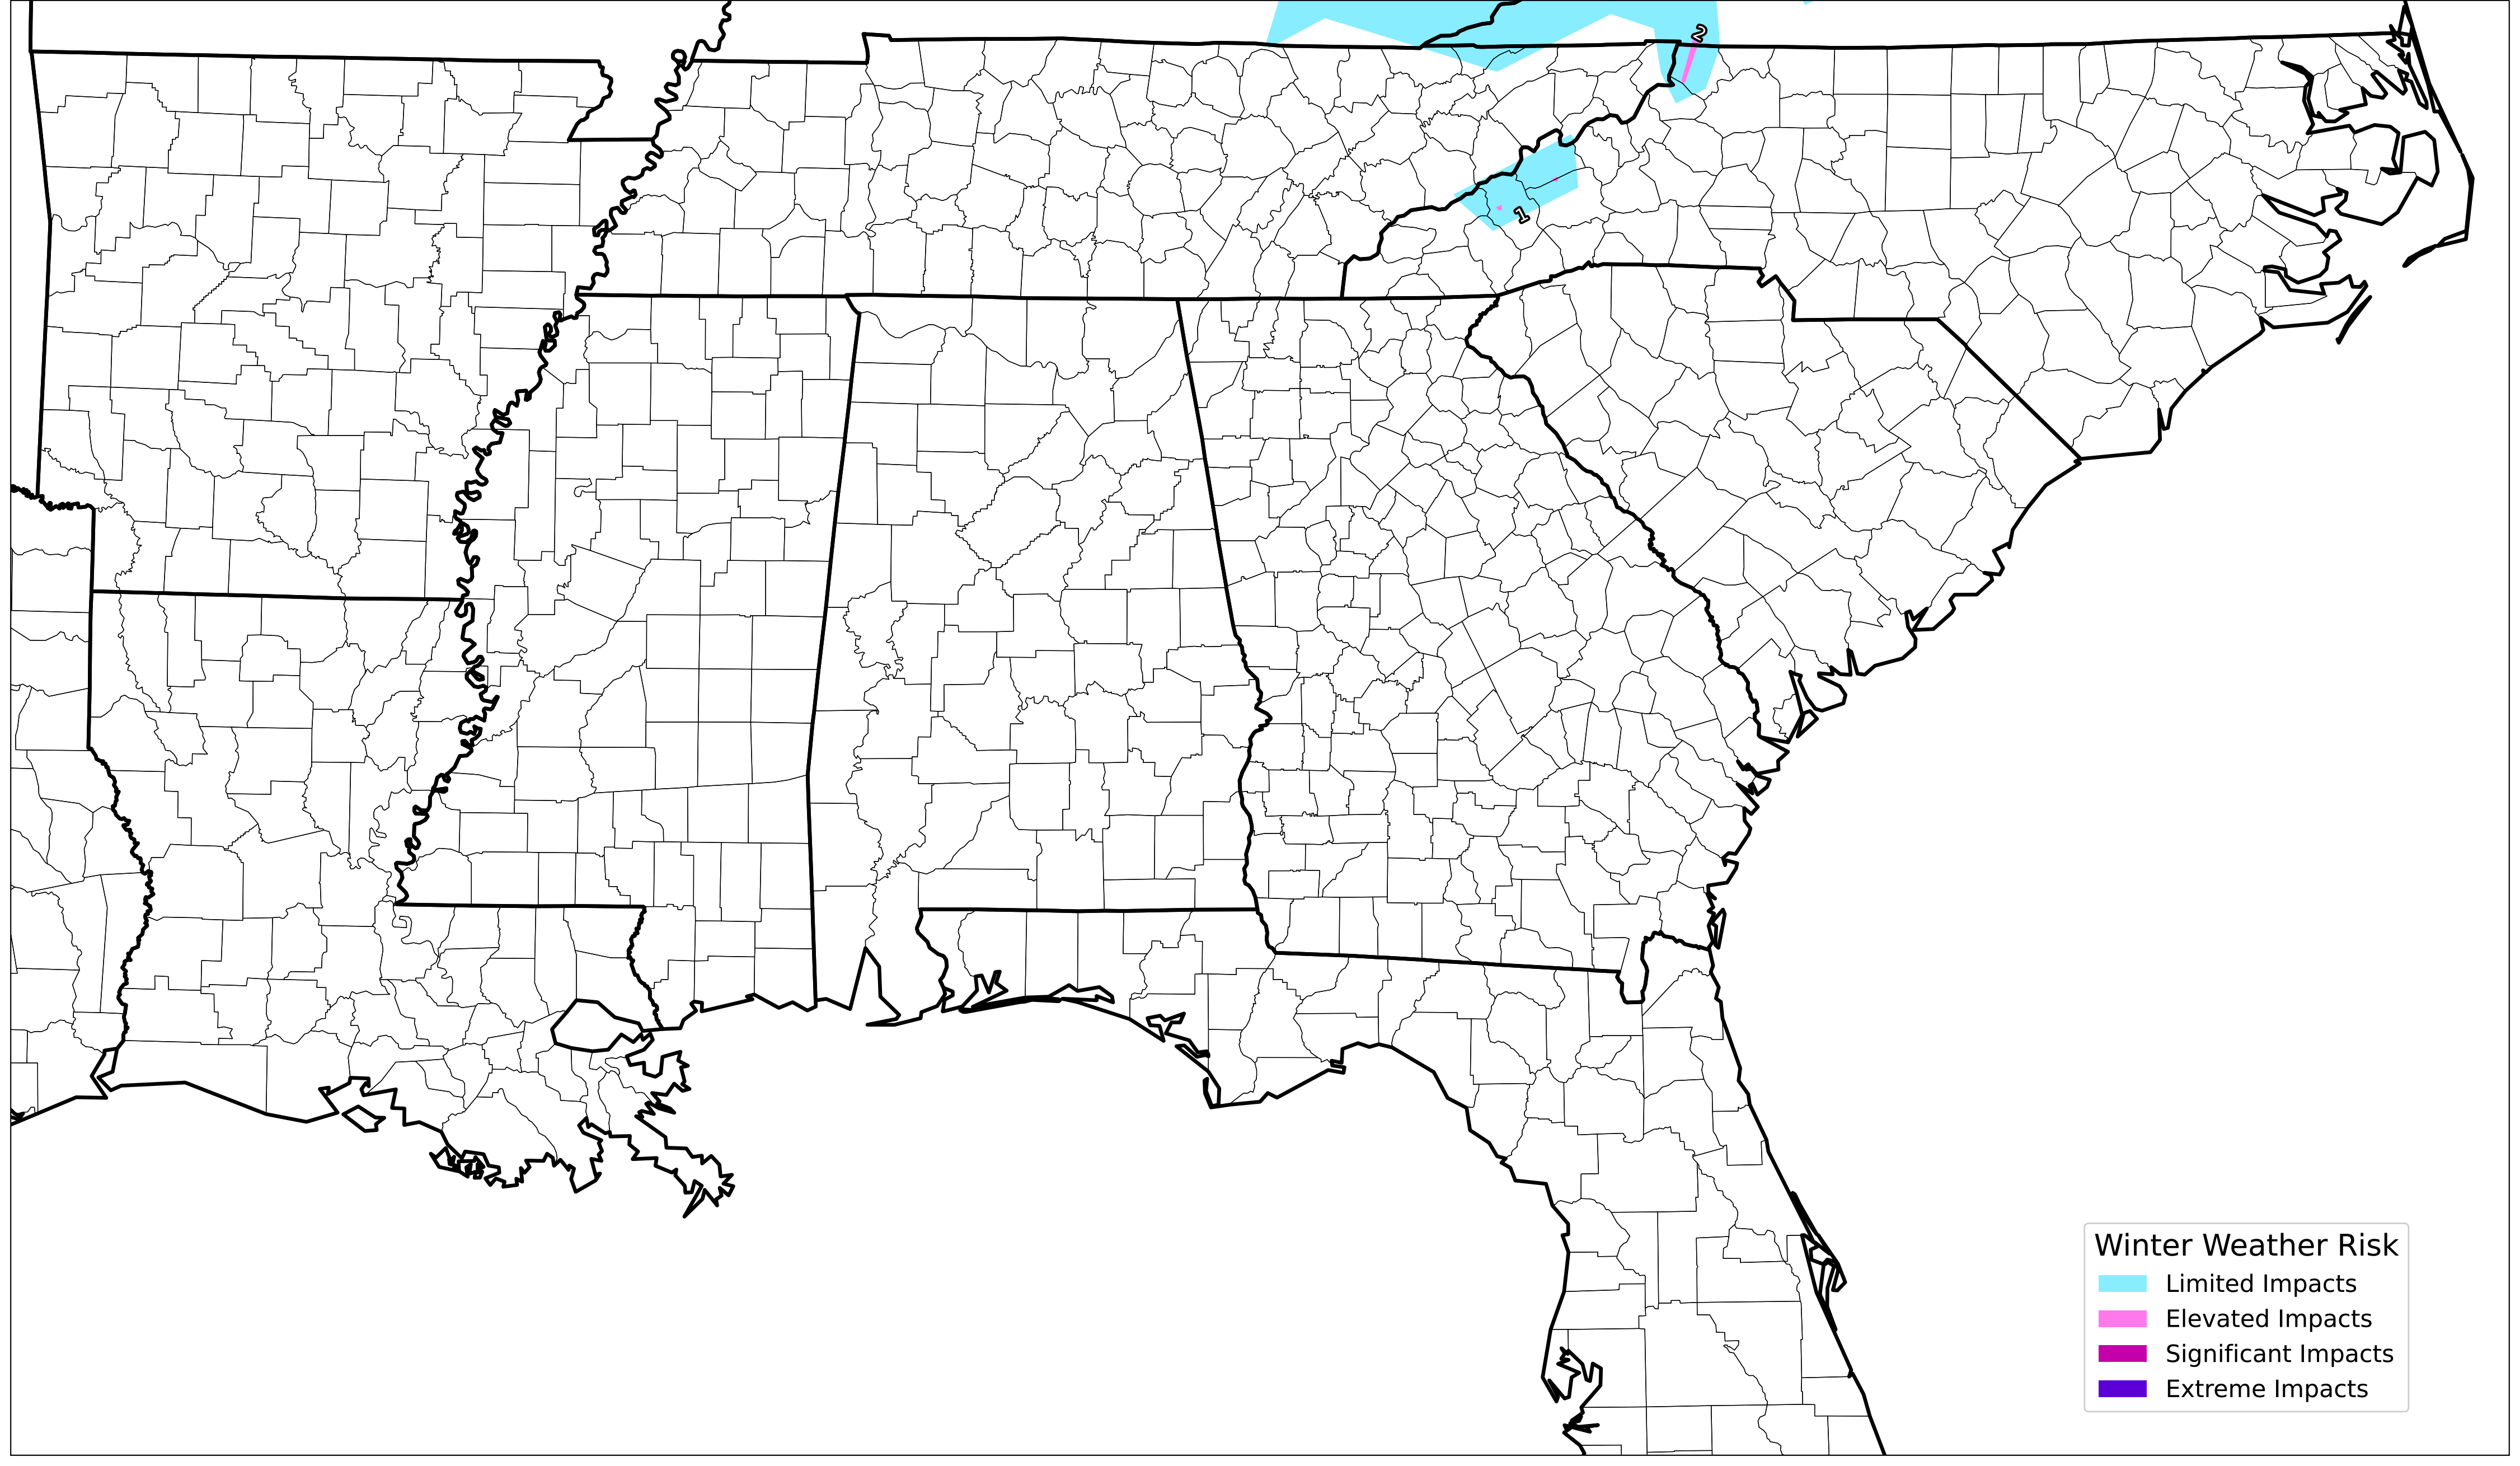 2
1
Winter Weather Risk
Limited Impacts
Elevated Impacts
Significant Impacts
Extreme Impacts